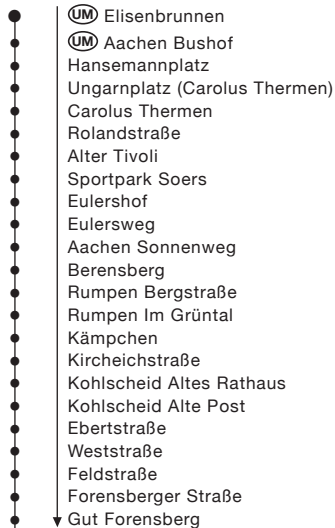 UM Elisenbrunnen
UM Aachen Bushof
Hansemannplatz
Ungarnplatz (Carolus Thermen)
Carolus Thermen
Rolandstraße
Alter Tivoli
Sportpark Soers
Eulershof
Eulersweg
Aachen Sonnenweg
Berensberg
Rumpen Bergstraße
Rumpen Im Grüntal
Kämpchen
Kircheichstraße
Kohlscheid Altes Rathaus
Kohlscheid Alte Post
Ebertstraße
Weststraße
Feldstraße
Forensberger Straße
Gut Forensberg